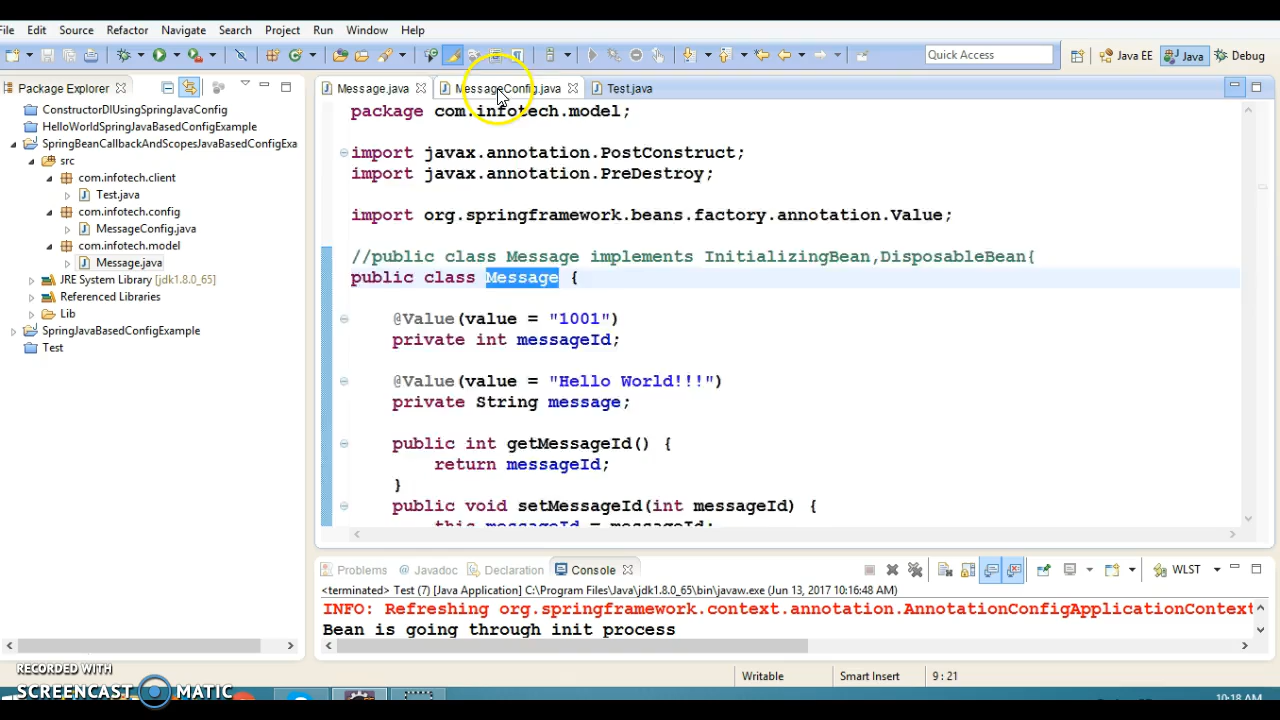 File Edit Source Refactor Navigate Search Project Run Window Help
Quick Access Java EE Java Debug
Package Explorer
ConstructorDIUsingSpringJavaConfig
HelloWorldSpringJavaBasedConfigExample
SpringBeanCallbackAndScopesJavaBasedConfigExa
src
com.infotech.client
Test.java
com.infotech.config
MessageConfig.java
com.infotech.model
Message.java
JRE System Library [jdk1.8.0_65]
Referenced Libraries
Lib
SpringJavaBasedConfigExample
Test
Message.java MessageConfig.java Test.java
package com.infotech.model;
import javax.annotation.PostConstruct;
import javax.annotation.PreDestroy;
import org.springframework.beans.factory.annotation.Value;
//public class Message implements InitializingBean,DisposableBean{
public class Message {
@Value(value = "1001")
private int messageId;
@Value(value = "Hello World!!!")
private String message;
public int getMessageId() {
return messageId;
}
public void setMessageId(int messageId) {
this.messageId = messageId;
Problems Javadoc Declaration Console WLST
<terminated> Test (7) [Java Application] C:\Program Files\Java\jdk1.8.0_65\bin\javaw.exe (Jun 13, 2017 10:16:48 AM)
INFO: Refreshing org.springframework.context.annotation.AnnotationConfigApplicationContext
Bean is going through init process
Writable Smart Insert 9 : 21
RECORDED WITH
SCREENCAST MATIC
10:18 AM